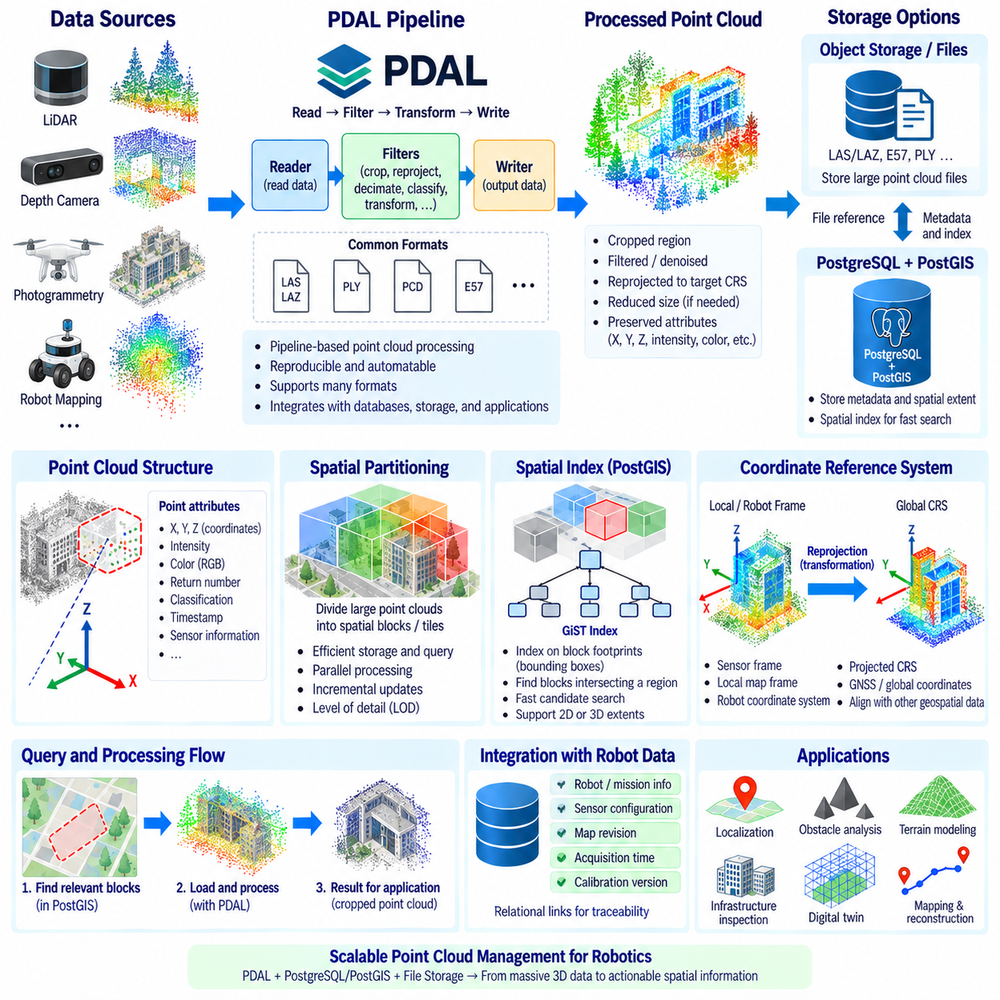 Data Sources
LiDAR
Depth Camera
Photogrammetry
Robot Mapping
...
PDAL Pipeline
PDAL
Read → Filter → Transform → Write
Reader
(read data)
Filters
(crop, reproject,
decimate, classify,
transform, ...)
Writer
(output data)
Common Formats
LAS
LAZ
PLY
PCD
E57
...
• Pipeline-based point cloud processing
• Reproducible and automatable
• Supports many formats
• Integrates with databases, storage, and applications
Processed Point Cloud
• Cropped region
• Filtered / denoised
• Reprojected to target CRS
• Reduced size (if needed)
• Preserved attributes
(X, Y, Z, intensity, color, etc.)
Storage Options
Object Storage / Files
LAS/LAZ, E57, PLY ...
Store large point cloud files
File reference
Metadata
and index
PostgreSQL + PostGIS
PostgreSQL
+
PostGIS
• Store metadata and spatial extent
• Spatial index for fast search
Point Cloud Structure
Z
Y
X
Point attributes
• X, Y, Z (coordinates)
• Intensity
• Color (RGB)
• Return number
• Classification
• Timestamp
• Sensor information
• ...
Spatial Partitioning
Divide large point clouds
into spatial blocks / tiles
• Efficient storage and query
• Parallel processing
• Incremental updates
• Level of detail (LOD)
Spatial Index (PostGIS)
GiST Index
• Index on block footprints
(bounding boxes)
• Find blocks intersecting a region
• Fast candidate search
• Support 2D or 3D extents
Coordinate Reference System
Local / Robot Frame
Z
Y
X
Reprojection
(transformation)
Global CRS
Z
Y
X
• Sensor frame
• Local map frame
• Robot coordinate system
• Projected CRS
• GNSS / global coordinates
• Align with other geospatial data
Query and Processing Flow
1. Find relevant blocks
(in PostGIS)
2. Load and process
(with PDAL)
3. Result for application
(cropped point cloud)
Integration with Robot Data
Robot / mission info
Sensor configuration
Map revision
Acquisition time
Calibration version
Relational links for traceability
Applications
Localization
Obstacle analysis
Terrain modeling
Infrastructure
inspection
Digital twin
Mapping &
reconstruction
Scalable Point Cloud Management for Robotics
PDAL + PostgreSQL/PostGIS + File Storage → From massive 3D data to actionable spatial information